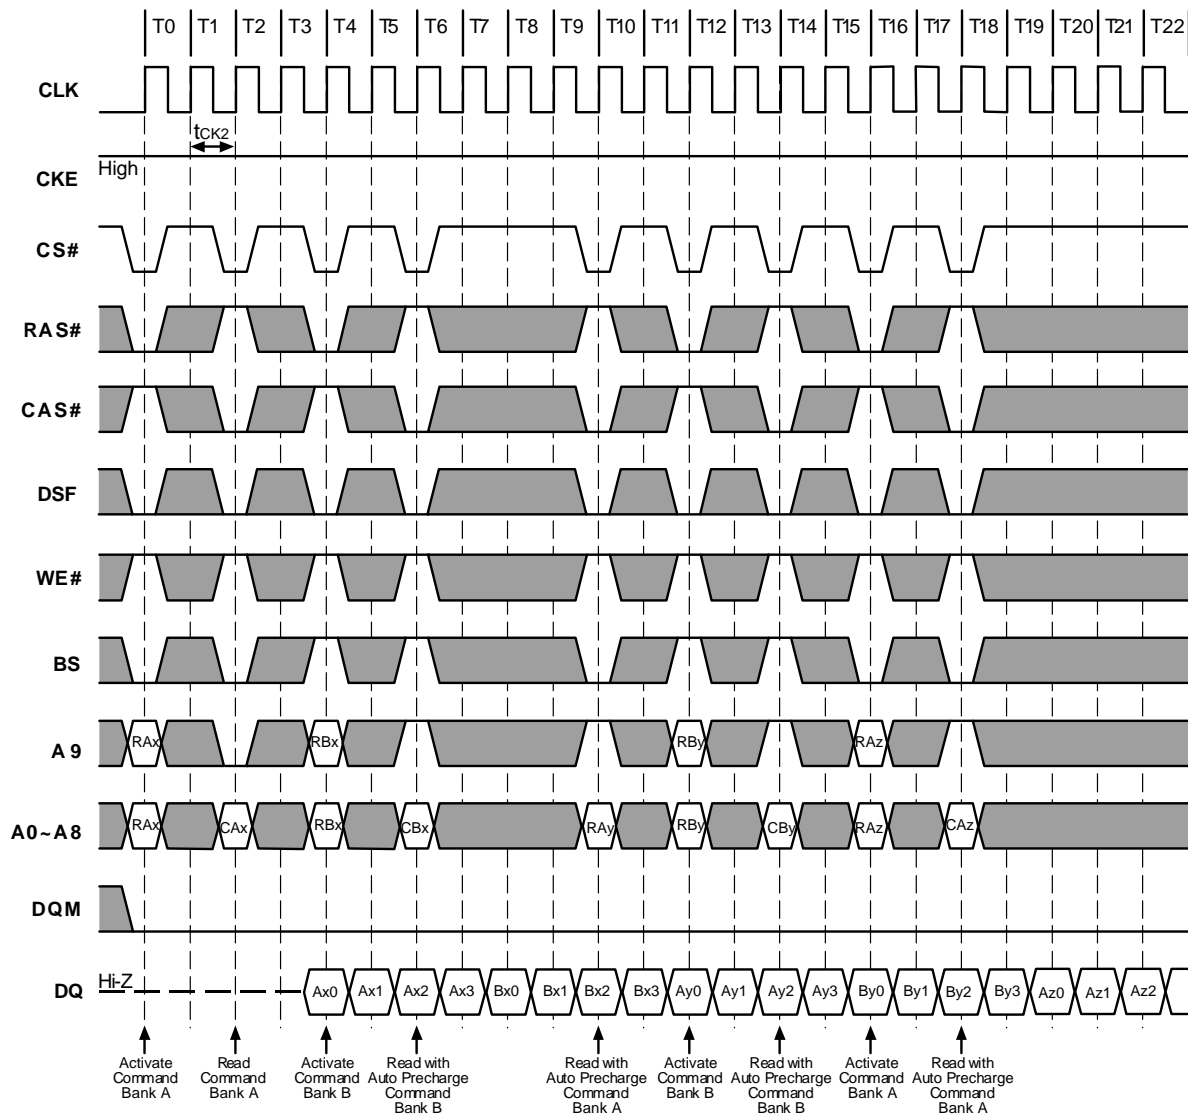 T0 T1 T2 T3 T4 T5 T6 T7 T8 T9 T10 T11 T12 T13 T14 T15 T16 T17 T18 T19 T20 T21 T22
CLK
tCK2
High
CKE
CS#
RAS#
CAS#
DSF
WE#
BS
A9 RAx RBx RBy RAz
A0~A8 RAx CAx RBx CBx RAy RBy CBy RAz CAz
DQM
Hi-Z
DQ Ax0 Ax1 Ax2 Ax3 Bx0 Bx1 Bx2 Bx3 Ay0 Ay1 Ay2 Ay3 By0 By1 By2 By3 Az0 Az1 Az2
Activate
Command
Bank A
Read
Command
Bank A
Activate
Command
Bank B
Read with
Auto Precharge
Command
Bank B
Read with
Auto Precharge
Command
Bank A
Activate
Command
Bank B
Read with
Auto Precharge
Command
Bank B
Activate
Command
Bank A
Read with
Auto Precharge
Command
Bank A